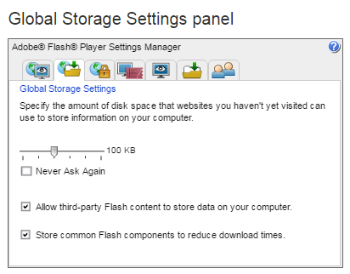 Global Storage Settings panel
Adobe® Flash® Player Settings Manager
Global Storage Settings
Specify the amount of disk space that websites you haven't yet visited can
use to store information on your computer.
100 KB
Never Ask Again
Allow third-party Flash content to store data on your computer.
Store common Flash components to reduce download times.